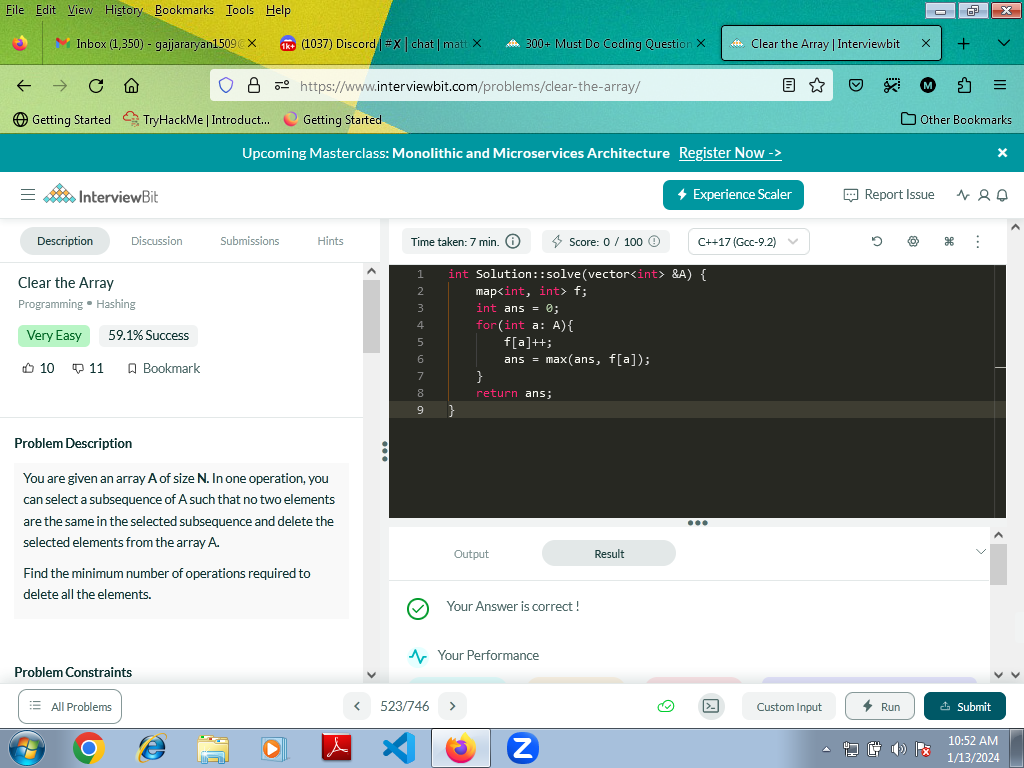 File Edit View History Bookmarks Tools Help
Inbox (1,350) - gajjararyan1509@
(1037) Discord | #✗ | chat | matt
300+ Must Do Coding Question
Clear the Array | Interviewbit
https://www.interviewbit.com/problems/clear-the-array/
Getting Started
TryHackMe | Introduct...
Getting Started
Other Bookmarks
Upcoming Masterclass: Monolithic and Microservices Architecture Register Now ->
InterviewBit
Experience Scaler
Report Issue
Description Discussion Submissions Hints
Time taken: 7 min. Score: 0 / 100 C++17 (Gcc-9.2)
Clear the Array
Programming • Hashing
Very Easy 59.1% Success
10 11 Bookmark
Problem Description
You are given an array A of size N. In one operation, you
can select a subsequence of A such that no two elements
are the same in the selected subsequence and delete the
selected elements from the array A.
Find the minimum number of operations required to
delete all the elements.
Problem Constraints
1 int Solution::solve(vector<int> &A) {
2 map<int, int> f;
3 int ans = 0;
4 for(int a: A){
5 f[a]++;
6 ans = max(ans, f[a]);
7 }
8 return ans;
9 }
Output Result
Your Answer is correct !
Your Performance
All Problems
523/746
Custom Input Run Submit
10:52 AM
1/13/2024